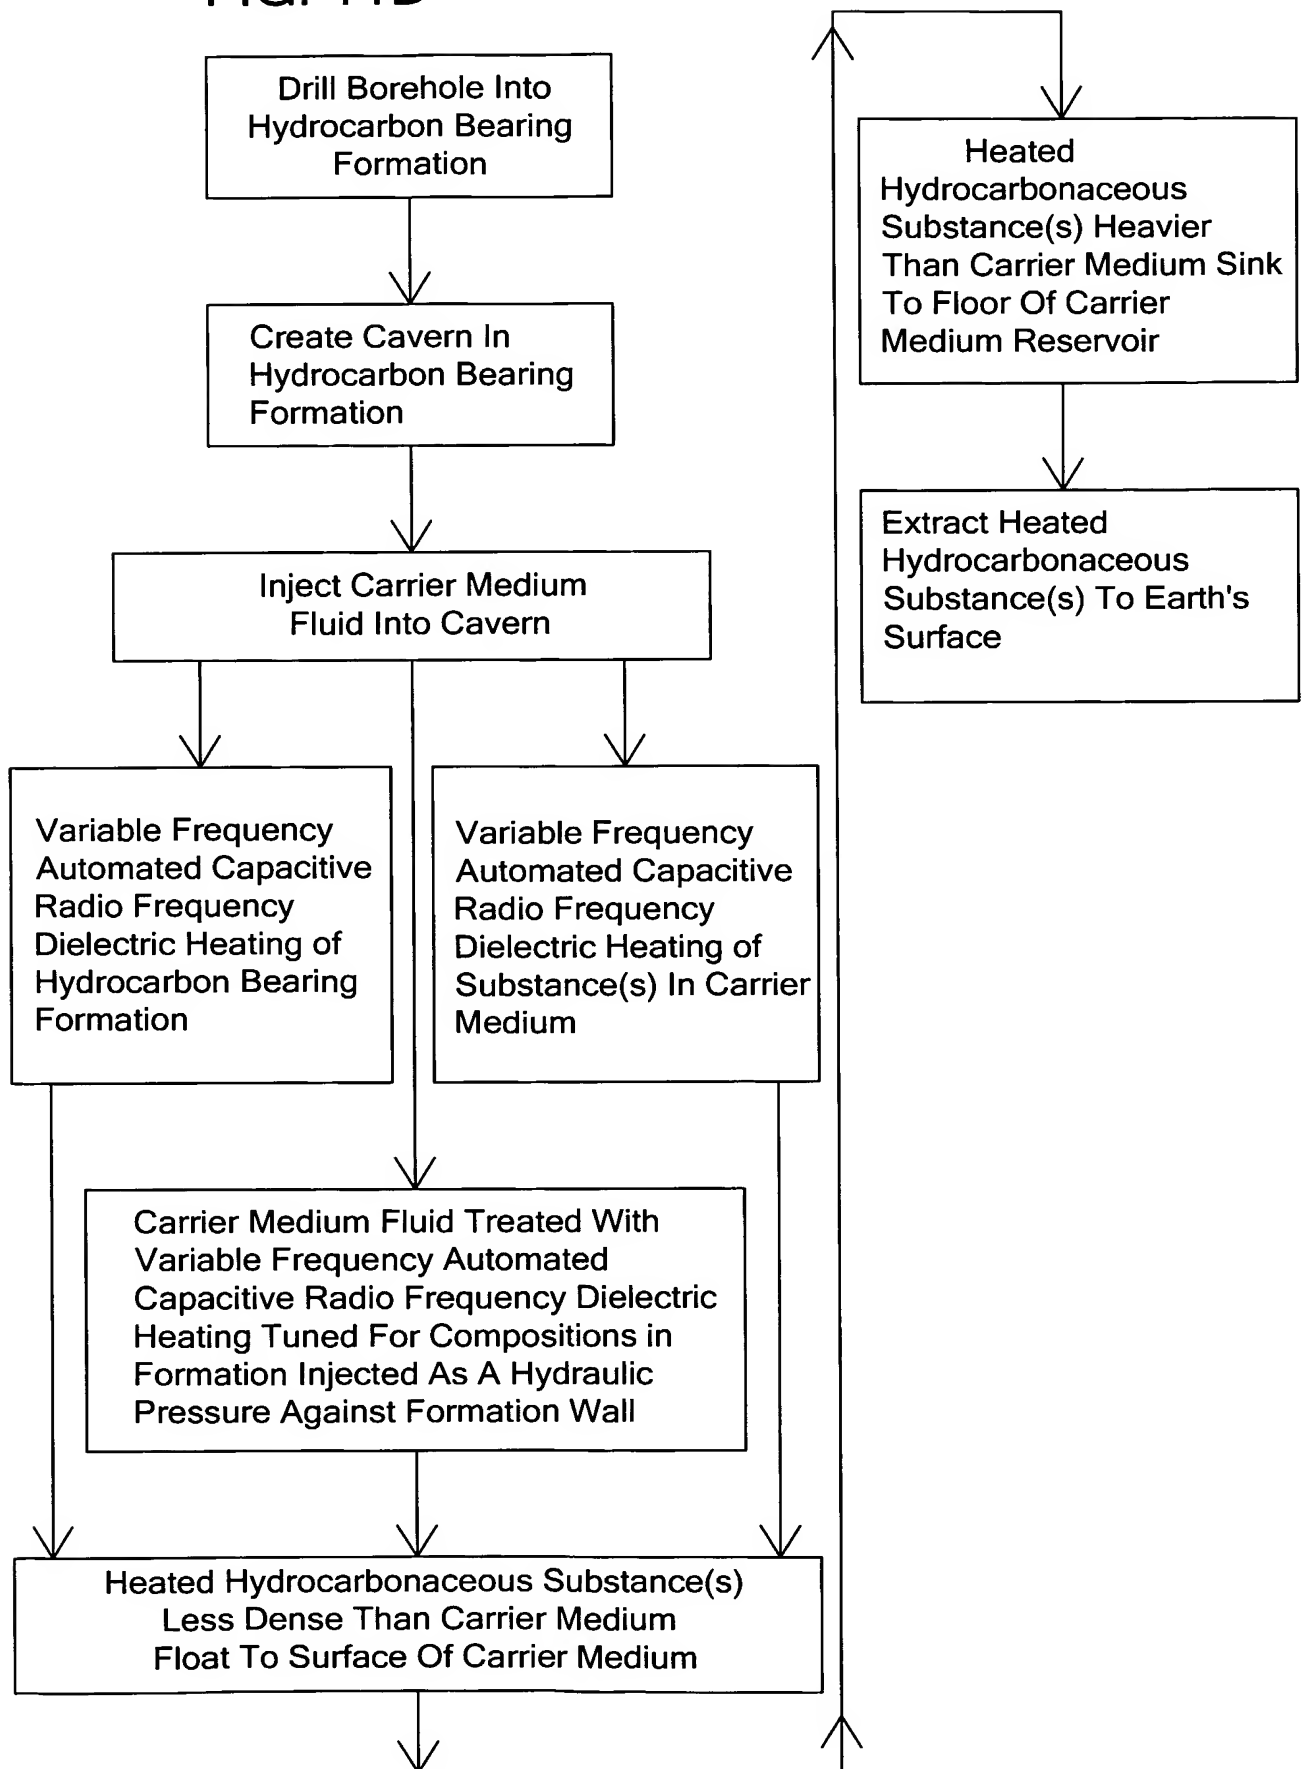 Drill Borehole Into
Hydrocarbon Bearing
Formation
Create Cavern In
Hydrocarbon Bearing
Formation
Inject Carrier Medium
Fluid Into Cavern
Variable Frequency
Automated Capacitive
Radio Frequency
Dielectric Heating of
Hydrocarbon Bearing
Formation
Variable Frequency
Automated Capacitive
Radio Frequency
Dielectric Heating of
Substance(s) In Carrier
Medium
Carrier Medium Fluid Treated With
Variable Frequency Automated
Capacitive Radio Frequency Dielectric
Heating Tuned For Compositions in
Formation Injected As A Hydraulic
Pressure Against Formation Wall
Heated Hydrocarbonaceous Substance(s)
Less Dense Than Carrier Medium
Float To Surface Of Carrier Medium
Heated
Hydrocarbonaceous
Substance(s) Heavier
Than Carrier Medium Sink
To Floor Of Carrier
Medium Reservoir
Extract Heated
Hydrocarbonaceous
Substance(s) To Earth's
Surface